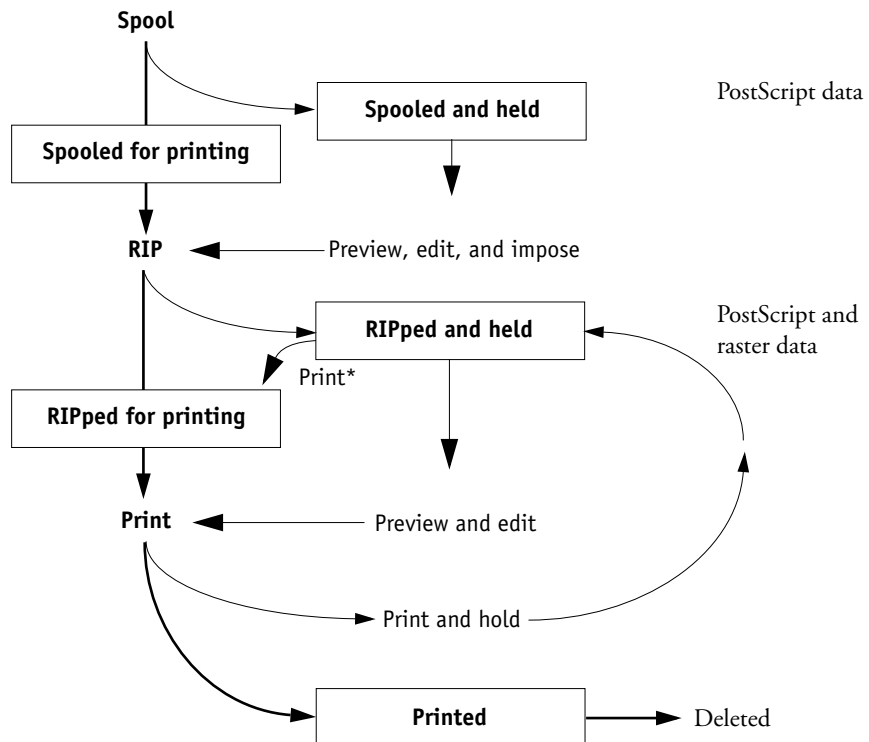 Spool
PostScript data
Spooled and held
Spooled for printing
RIP
Preview, edit, and impose
PostScript and
raster data
RIPped and held
Print*
RIPped for printing
Print
Preview and edit
Print and hold
Printed
Deleted